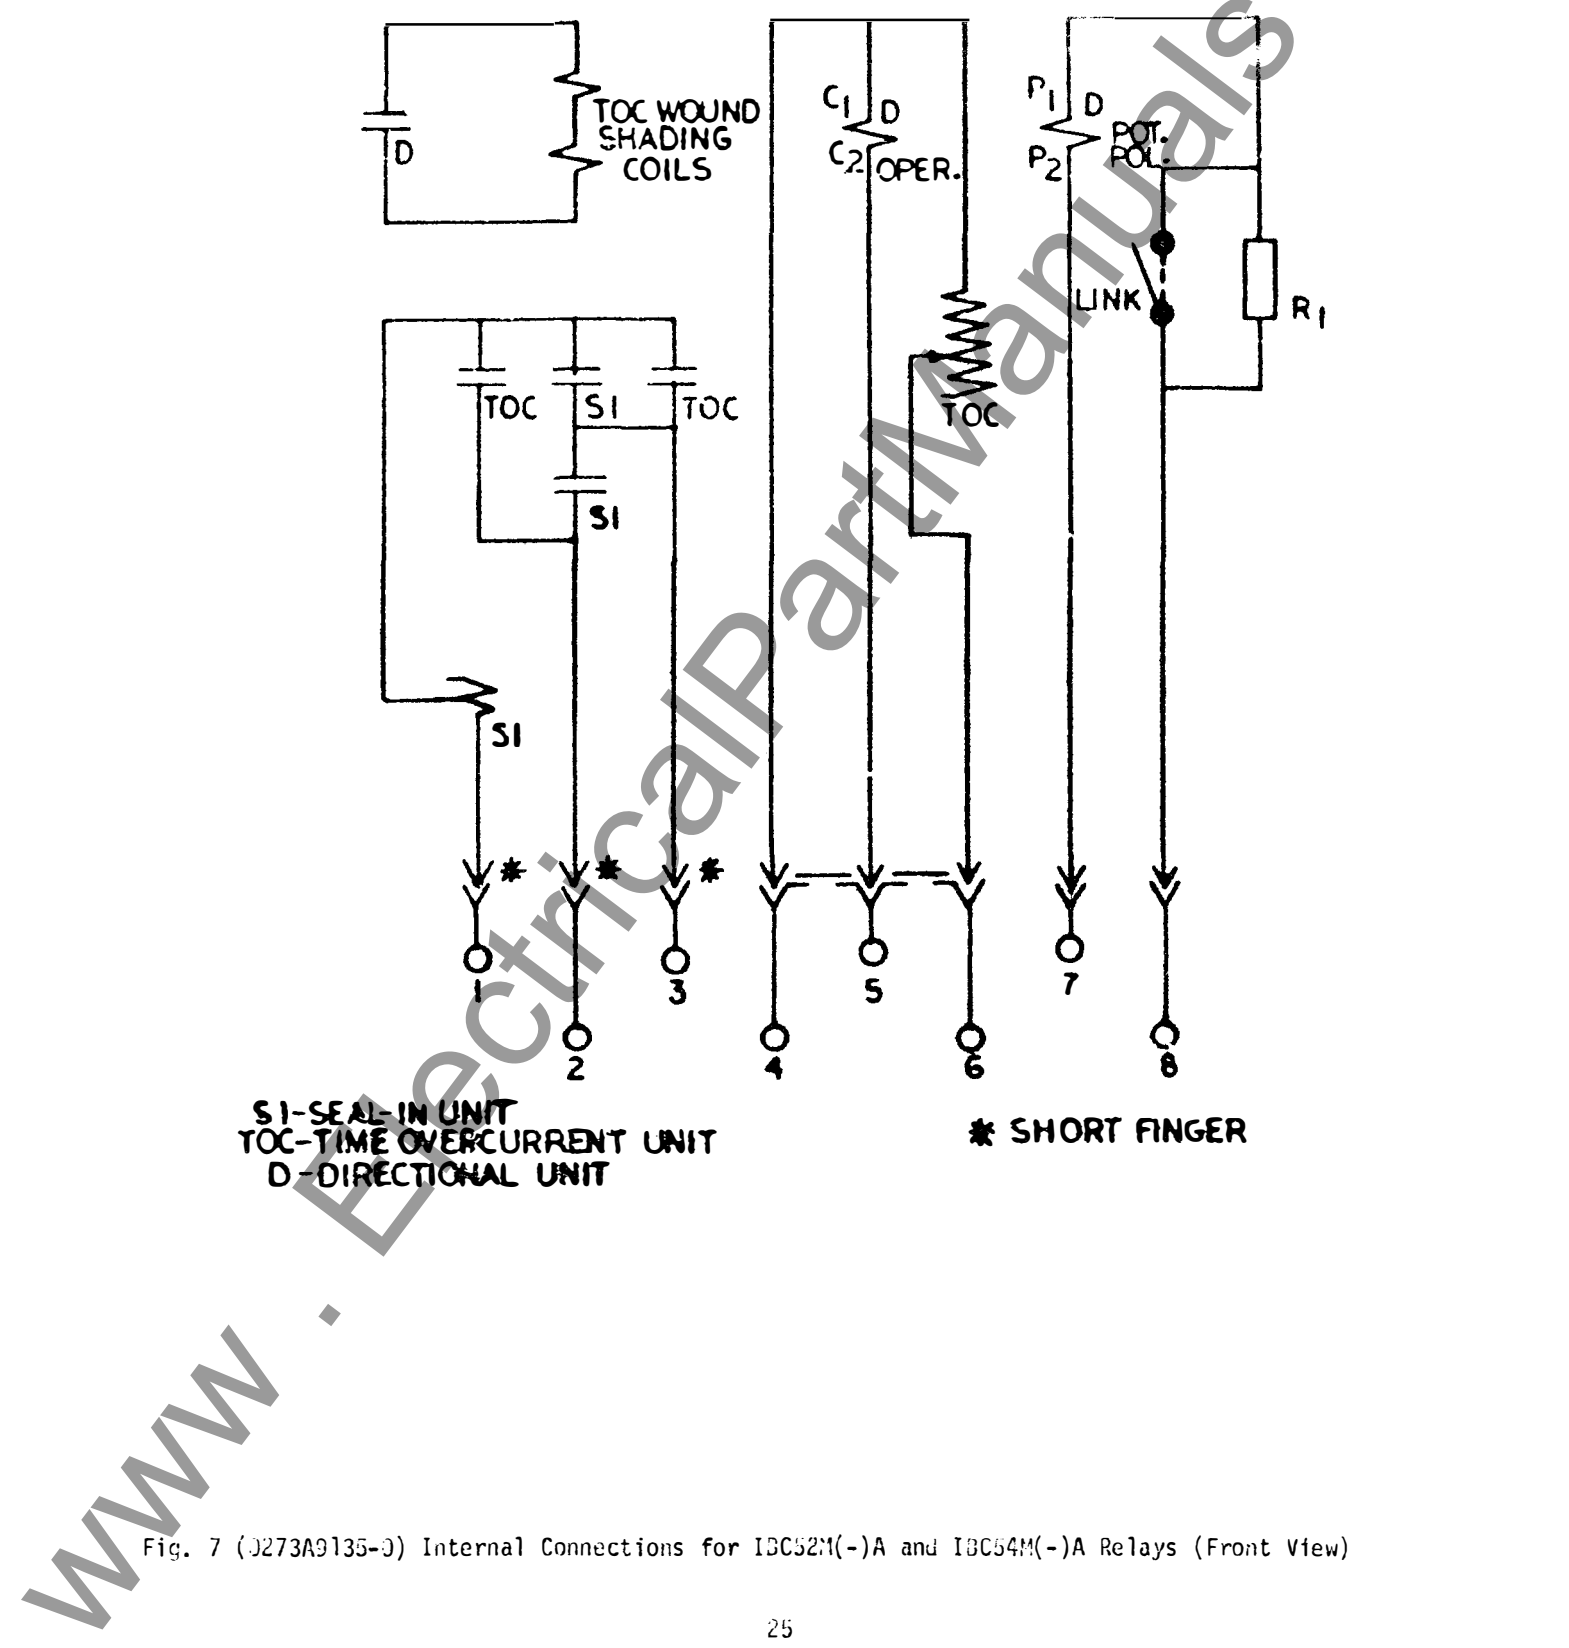 TOC WOUND
SHADING
COILS
D
C1 D
C2 OPER.
P1 D
POT.
P2 POL.
LINK
R1
TOC SI TOC
TOC
SI
SI
* * *
1 3 5 7
2 4 6 8
SI-SEAL-IN UNIT
TOC-TIME OVERCURRENT UNIT
D-DIRECTIONAL UNIT
* SHORT FINGER
Fig. 7 (0273A9135-0) Internal Connections for IBC52M(-)A and IBC54M(-)A Relays (Front View)
25
www . ElectricalPartManuals